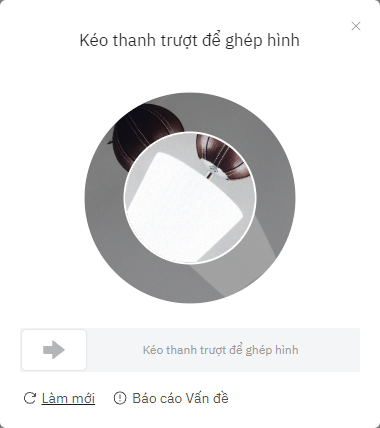 Kéo thanh trượt để ghép hình
Kéo thanh trượt để ghép hình
Làm mới
Báo cáo Vấn đề